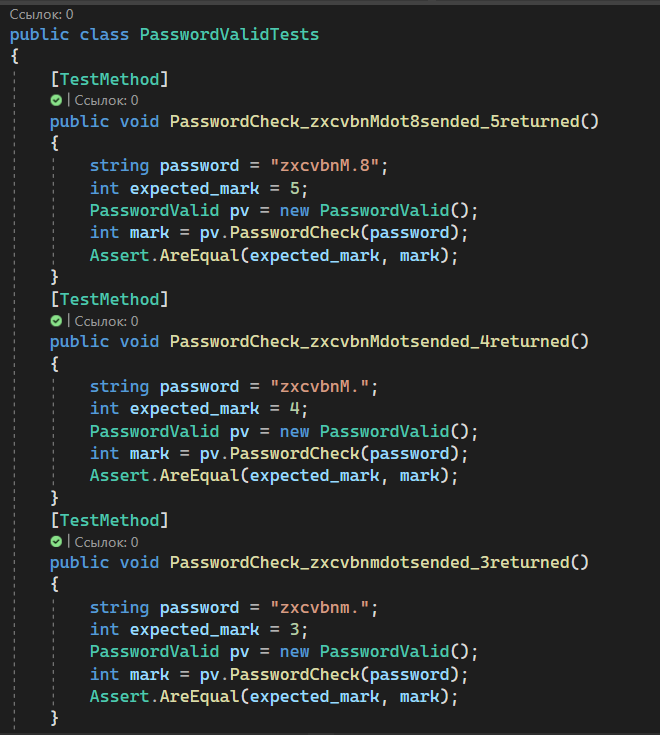 Ссылок: 0
public class PasswordValidTests
{
[TestMethod]
| Ссылок: 0
public void PasswordCheck_zxcvbnMdot8sended_5returned()
{
string password = "zxcvbnM.8";
int expected_mark = 5;
PasswordValid pv = new PasswordValid();
int mark = pv.PasswordCheck(password);
Assert.AreEqual(expected_mark, mark);
}
[TestMethod]
| Ссылок: 0
public void PasswordCheck_zxcvbnMdotsended_4returned()
{
string password = "zxcvbnM.";
int expected_mark = 4;
PasswordValid pv = new PasswordValid();
int mark = pv.PasswordCheck(password);
Assert.AreEqual(expected_mark, mark);
}
[TestMethod]
| Ссылок: 0
public void PasswordCheck_zxcvbnmdotsended_3returned()
{
string password = "zxcvbnm.";
int expected_mark = 3;
PasswordValid pv = new PasswordValid();
int mark = pv.PasswordCheck(password);
Assert.AreEqual(expected_mark, mark);
}